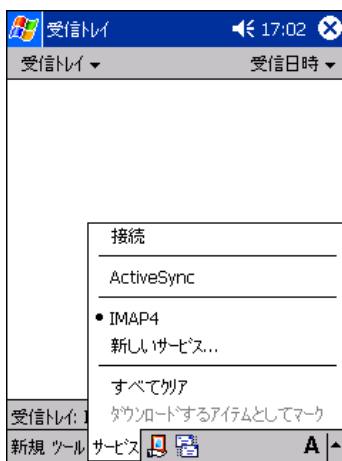 受信トレイ 17:02
受信トレイ 受信日時
接続
ActiveSync
IMAP4
新しいサービス...
すべてクリア
受信トレイ: ダウンロードするアイテムとしてマーク
新規 ツール サービス A